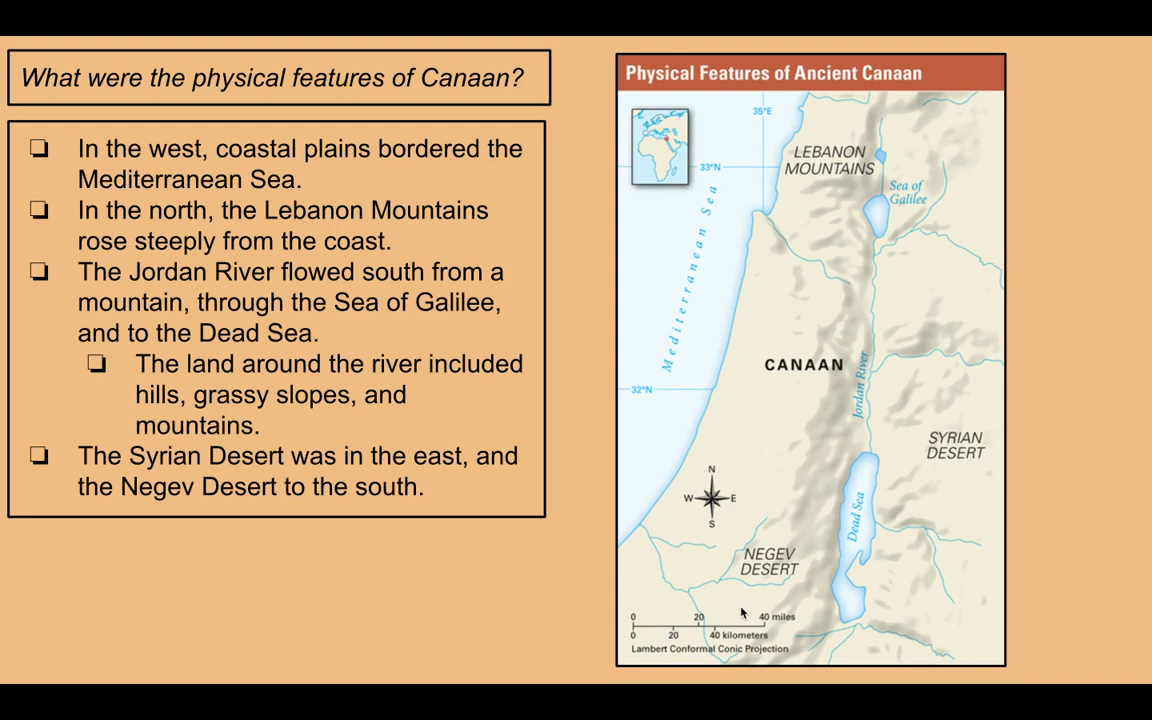 What were the physical features of Canaan?
❏ In the west, coastal plains bordered the
Mediterranean Sea.
❏ In the north, the Lebanon Mountains
rose steeply from the coast.
❏ The Jordan River flowed south from a
mountain, through the Sea of Galilee,
and to the Dead Sea.
❏ The land around the river included
hills, grassy slopes, and
mountains.
❏ The Syrian Desert was in the east, and
the Negev Desert to the south.
Physical Features of Ancient Canaan
35°E
LEBANON
MOUNTAINS
33°N
Sea of
Galilee
Mediterranean Sea
CANAAN
Jordan River
32°N
SYRIAN
DESERT
N
W E
S
Dead Sea
NEGEV
DESERT
0 20 40 miles
0 20 40 kilometers
Lambert Conformal Conic Projection